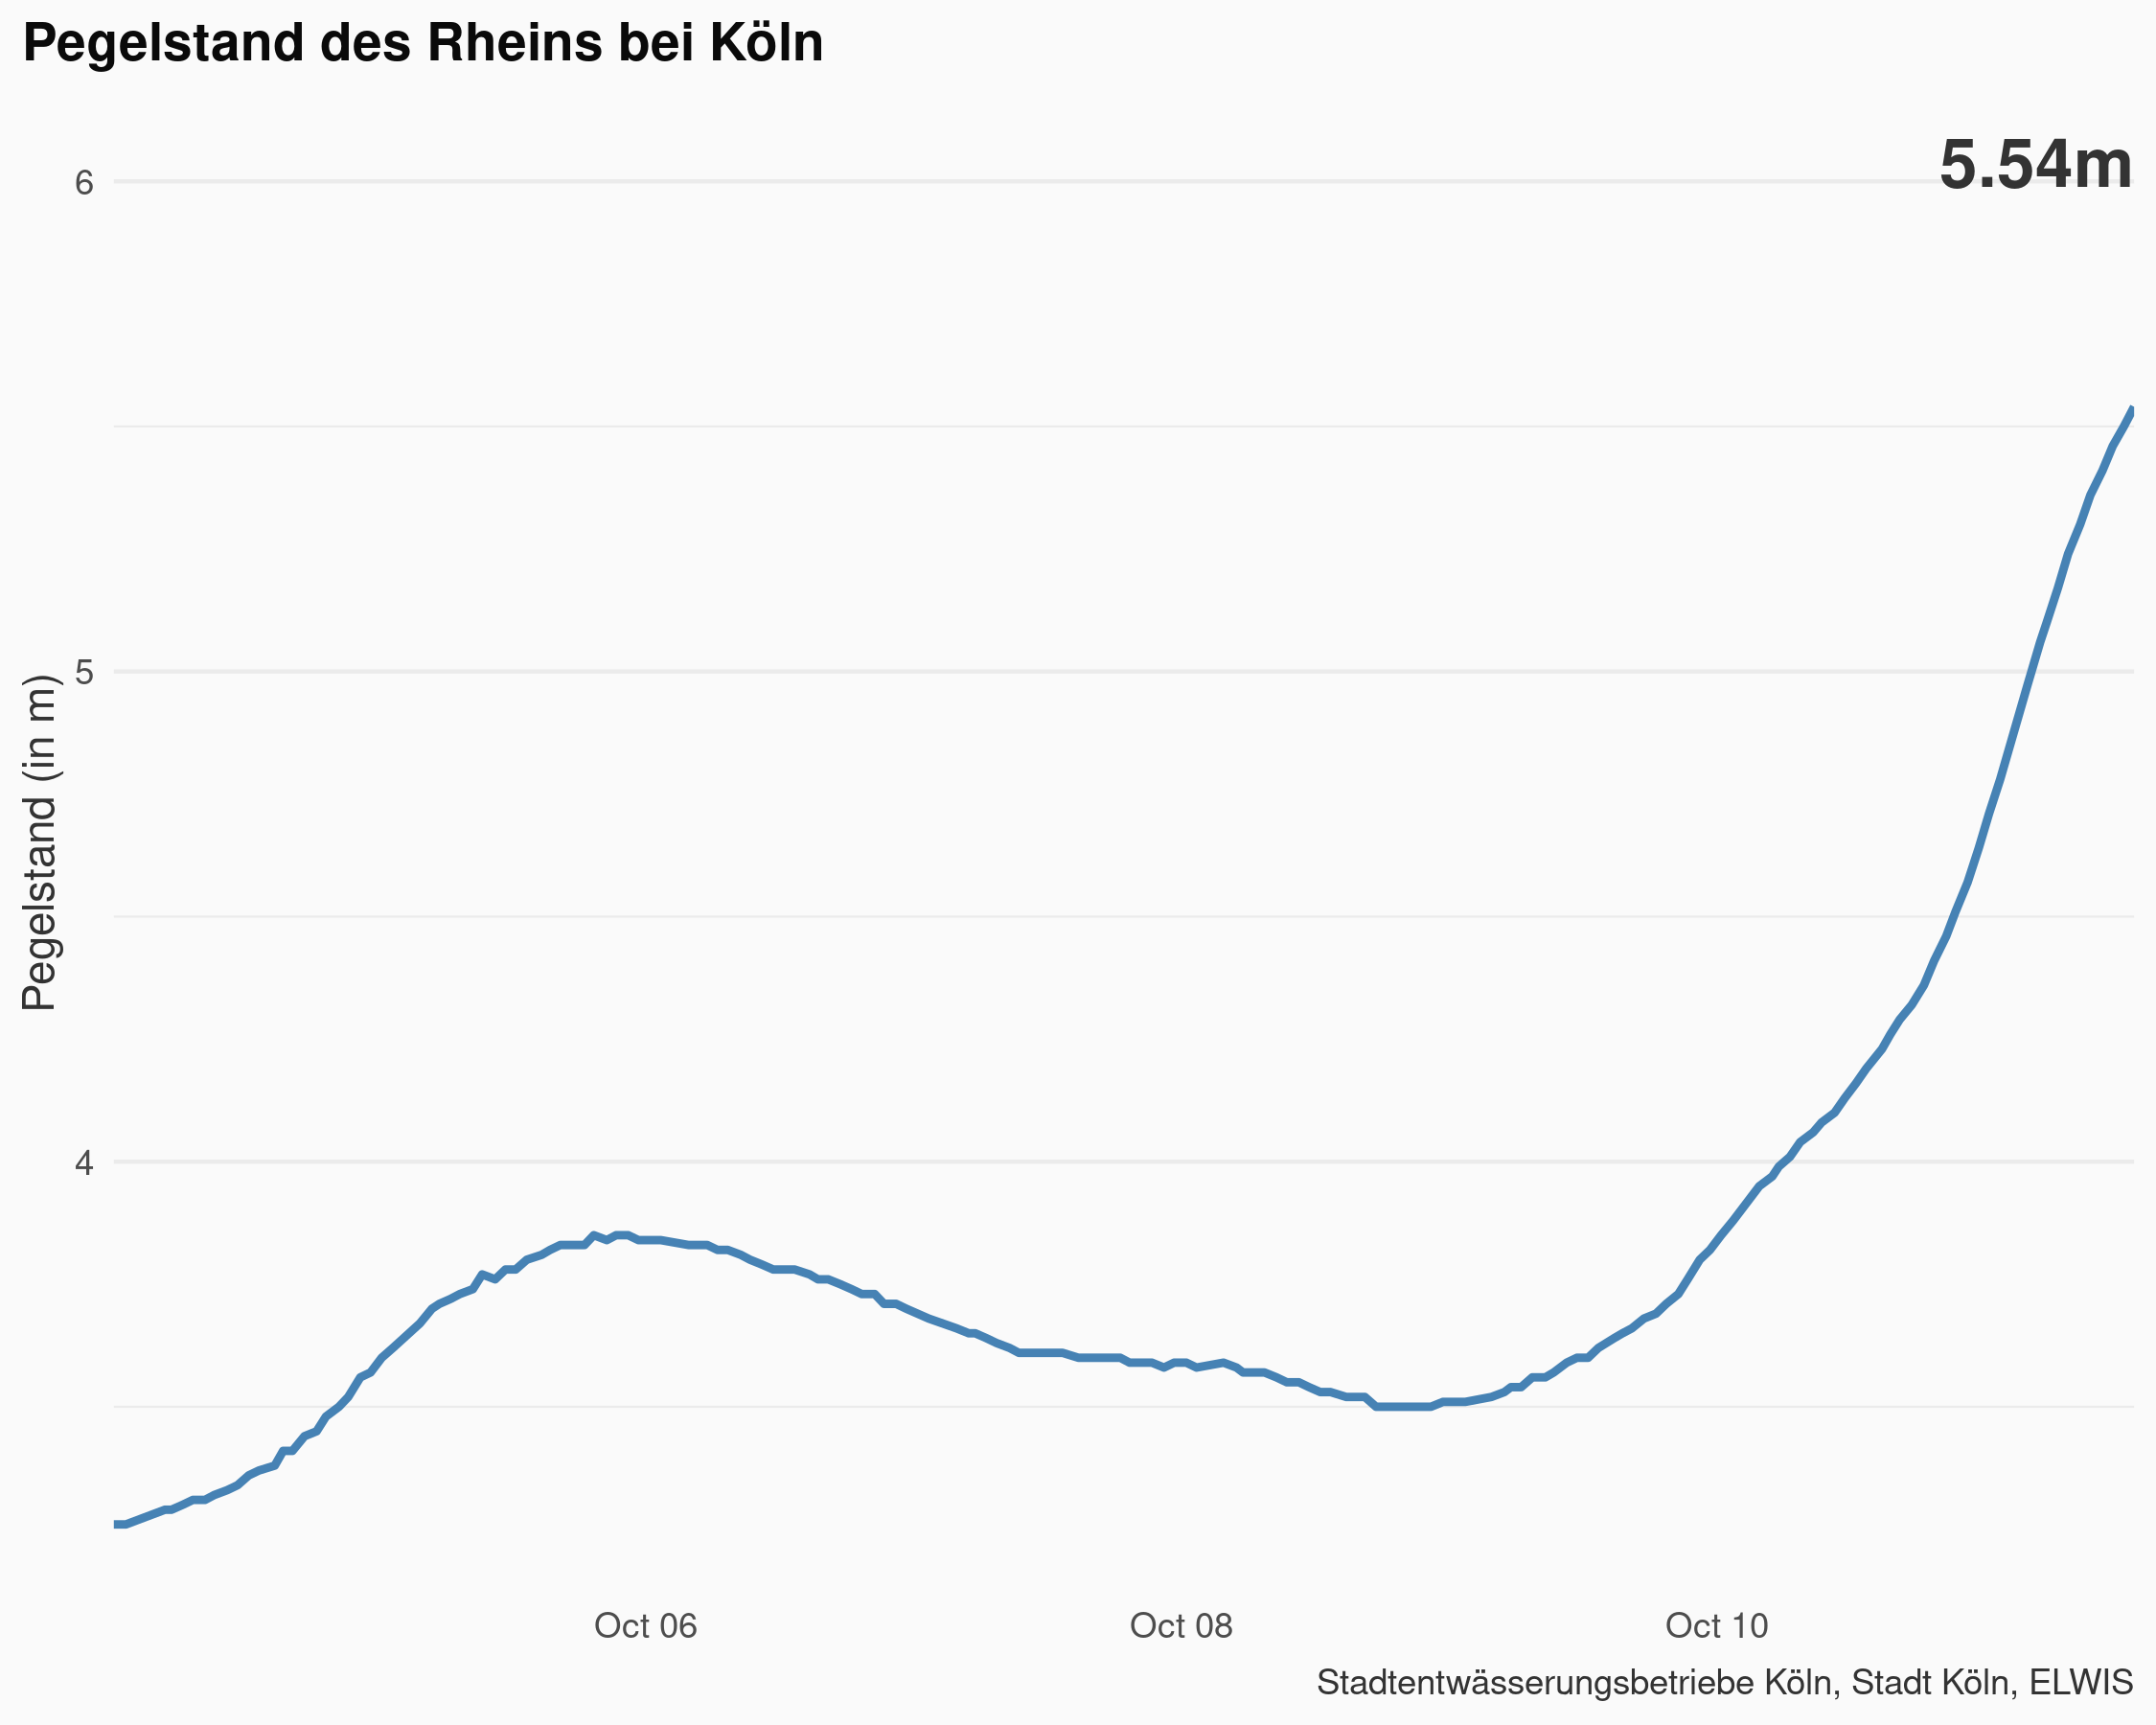 Pegelstand des Rheins bei Köln
5.54m
6
5
4
Pegelstand (in m)
Oct 06
Oct 08
Oct 10
Stadtentwässerungsbetriebe Köln, Stadt Köln, ELWIS